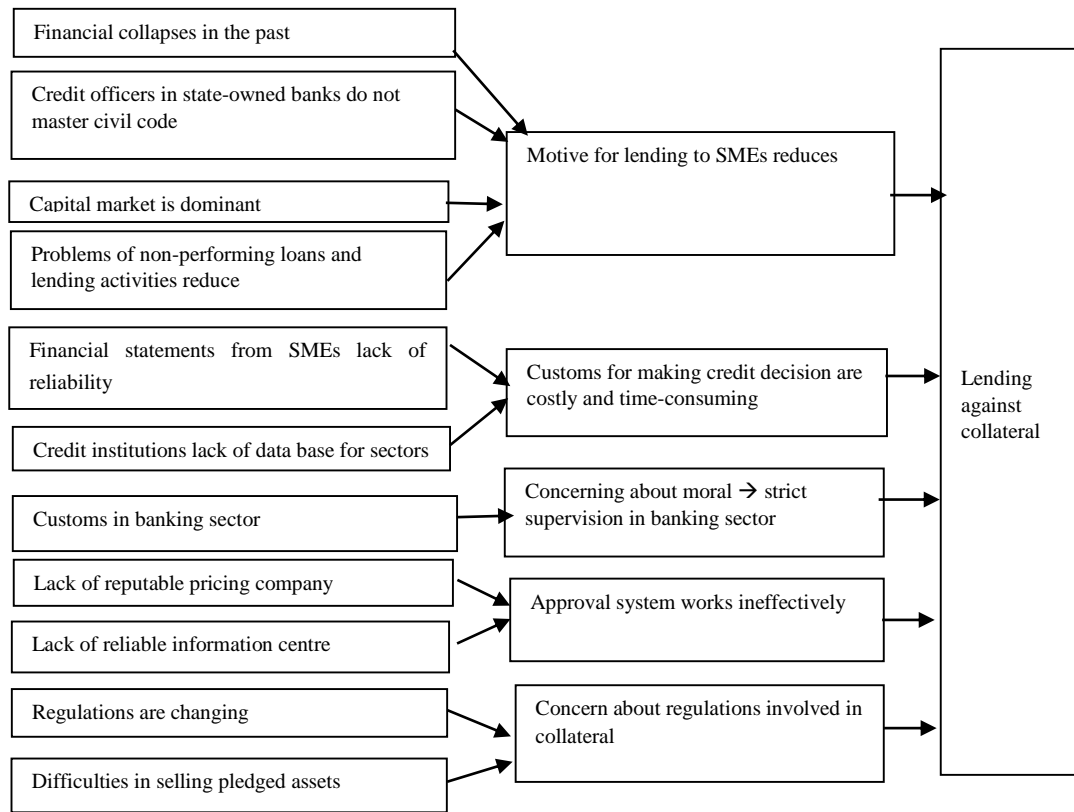 Financial collapses in the past
Credit officers in state-owned banks do not
master civil code
Capital market is dominant
Problems of non-performing loans and
lending activities reduce
Financial statements from SMEs lack of
reliability
Credit institutions lack of data base for sectors
Customs in banking sector
Lack of reputable pricing company
Lack of reliable information centre
Regulations are changing
Difficulties in selling pledged assets
Motive for lending to SMEs reduces
Customs for making credit decision are
costly and time-consuming
Concerning about moral → strict
supervision in banking sector
Approval system works ineffectively
Concern about regulations involved in
collateral
Lending
against
collateral